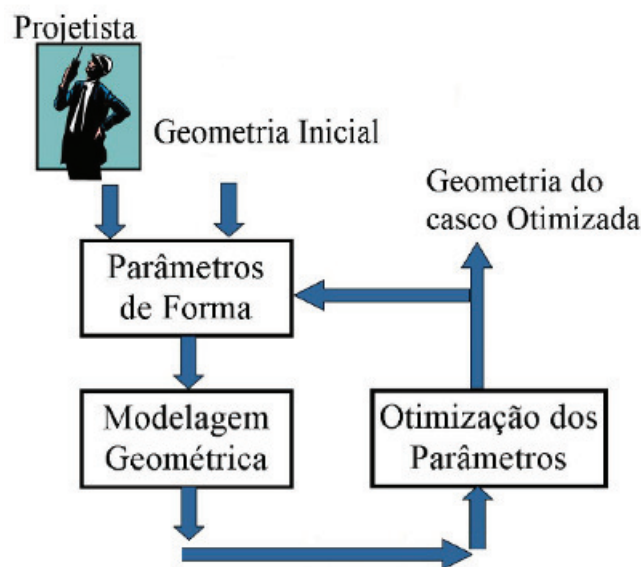 Projetista
Geometria Inicial
Geometria do
casco Otimizada
Parâmetros
de Forma
Modelagem
Geométrica
Otimização dos
Parâmetros